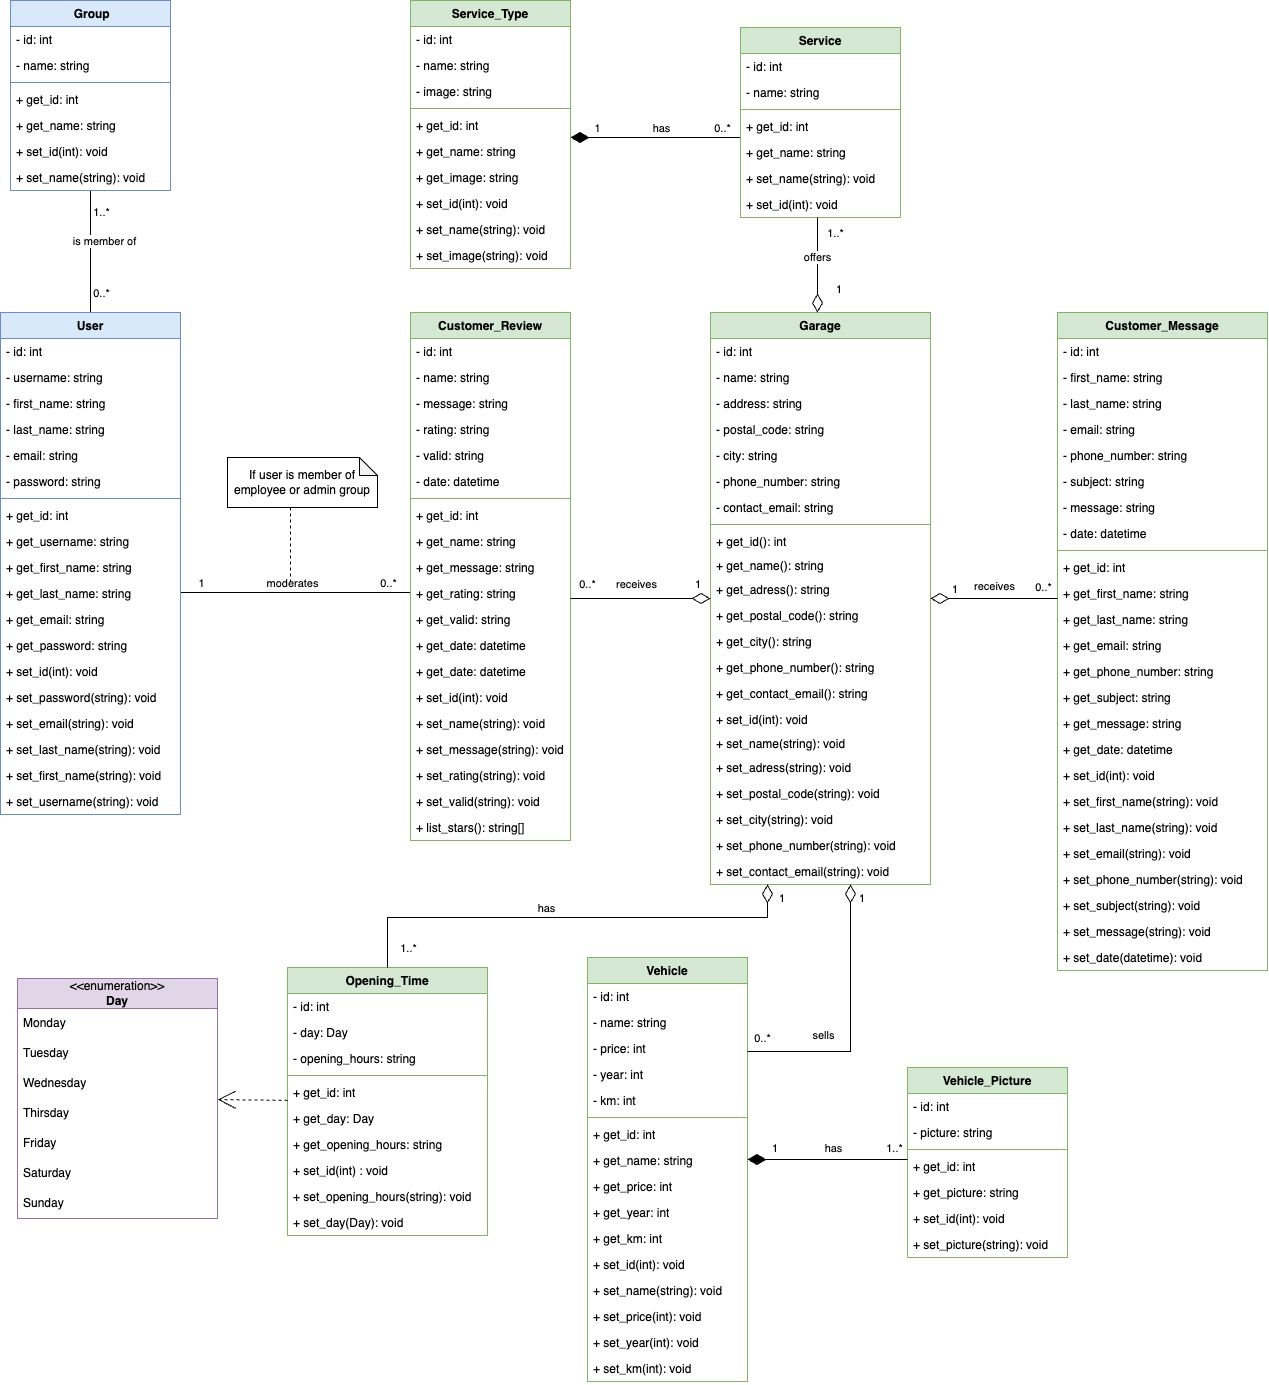 Group
- id: int
- name: string
+ get_id: int
+ get_name: string
+ set_id(int): void
+ set_name(string): void
1..*
is member of
0..*
Service_Type
- id: int
- name: string
- image: string
+ get_id: int
+ get_name: string
+ get_image: string
+ set_id(int): void
+ set_name(string): void
+ set_image(string): void
1
has
0..*
Service
- id: int
- name: string
+ get_id: int
+ get_name: string
+ set_name(string): void
+ set_id(int): void
1..*
offers
1
User
- id: int
- username: string
- first_name: string
- last_name: string
- email: string
- password: string
+ get_id: int
+ get_username: string
+ get_first_name: string
+ get_last_name: string
+ get_email: string
+ get_password: string
+ set_id(int): void
+ set_password(string): void
+ set_email(string): void
+ set_last_name(string): void
+ set_first_name(string): void
+ set_username(string): void
If user is member of
employee or admin group
1
moderates
0..*
Customer_Review
- id: int
- name: string
- message: string
- rating: string
- valid: string
- date: datetime
+ get_id: int
+ get_name: string
+ get_message: string
+ get_rating: string
+ get_valid: string
+ get_date: datetime
+ get_date: datetime
+ set_id(int): void
+ set_name(string): void
+ set_message(string): void
+ set_rating(string): void
+ set_valid(string): void
+ list_stars(): string[]
0..*
receives
1
Garage
- id: int
- name: string
- address: string
- postal_code: string
- city: string
- phone_number: string
- contact_email: string
+ get_id(): int
+ get_name(): string
+ get_adress(): string
+ get_postal_code(): string
+ get_city(): string
+ get_phone_number(): string
+ get_contact_email(): string
+ set_id(int): void
+ set_name(string): void
+ set_adress(string): void
+ set_postal_code(string): void
+ set_city(string): void
+ set_phone_number(string): void
+ set_contact_email(string): void
1
receives
0..*
Customer_Message
- id: int
- first_name: string
- last_name: string
- email: string
- phone_number: string
- subject: string
- message: string
- date: datetime
+ get_id: int
+ get_first_name: string
+ get_last_name: string
+ get_email: string
+ get_phone_number: string
+ get_subject: string
+ get_message: string
+ get_date: datetime
+ set_id(int): void
+ set_first_name(string): void
+ set_last_name(string): void
+ set_email(string): void
+ set_phone_number(string): void
+ set_subject(string): void
+ set_message(string): void
+ set_date(datetime): void
1
has
1..*
1
sells
0..*
<<enumeration>>
Day
Monday
Tuesday
Wednesday
Thirsday
Friday
Saturday
Sunday
Opening_Time
- id: int
- day: Day
- opening_hours: string
+ get_id: int
+ get_day: Day
+ get_opening_hours: string
+ set_id(int) : void
+ set_opening_hours(string): void
+ set_day(Day): void
Vehicle
- id: int
- name: string
- price: int
- year: int
- km: int
+ get_id: int
+ get_name: string
+ get_price: int
+ get_year: int
+ get_km: int
+ set_id(int): void
+ set_name(string): void
+ set_price(int): void
+ set_year(int): void
+ set_km(int): void
1
has
1..*
Vehicle_Picture
- id: int
- picture: string
+ get_id: int
+ get_picture: string
+ set_id(int): void
+ set_picture(string): void